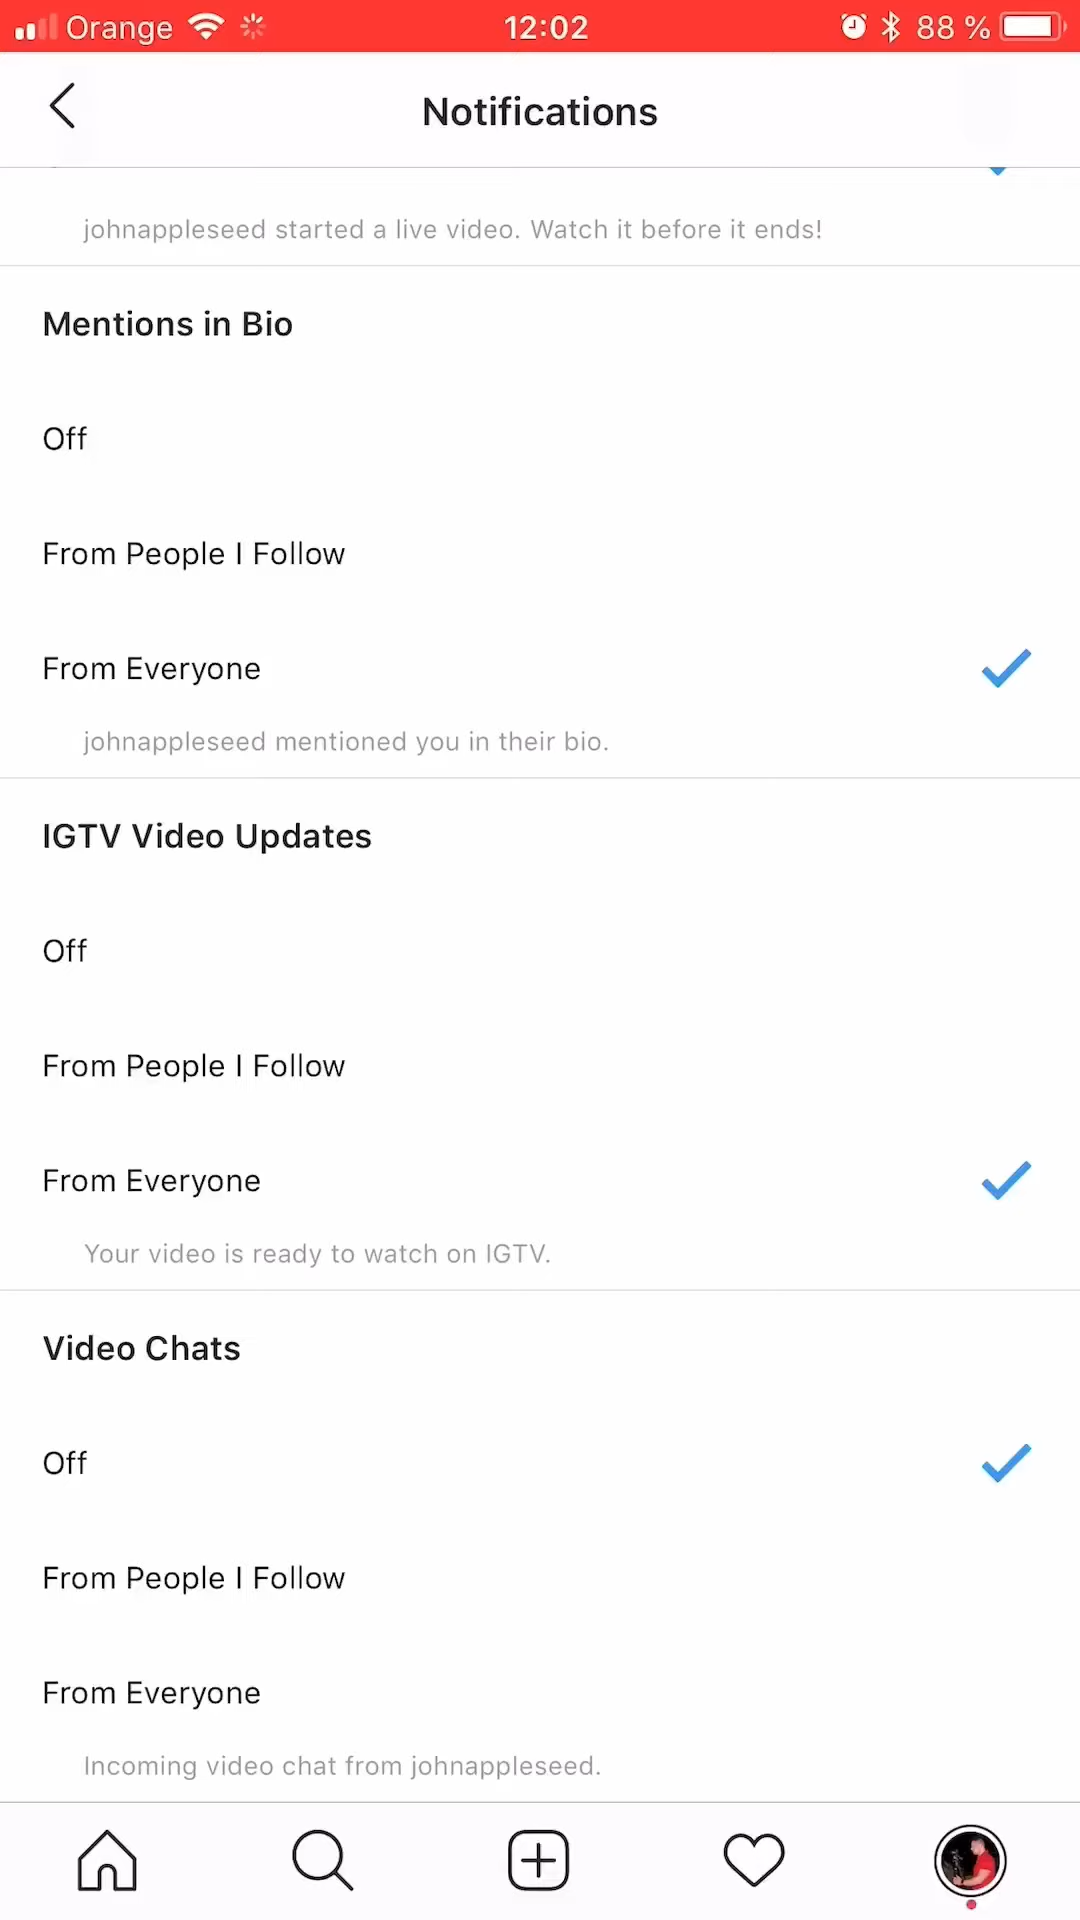 Orange 12:02 88 %
Notifications
johnappleseed started a live video. Watch it before it ends!
Mentions in Bio
Off
From People I Follow
From Everyone
johnappleseed mentioned you in their bio.
IGTV Video Updates
Off
From People I Follow
From Everyone
Your video is ready to watch on IGTV.
Video Chats
Off
From People I Follow
From Everyone
Incoming video chat from johnappleseed.